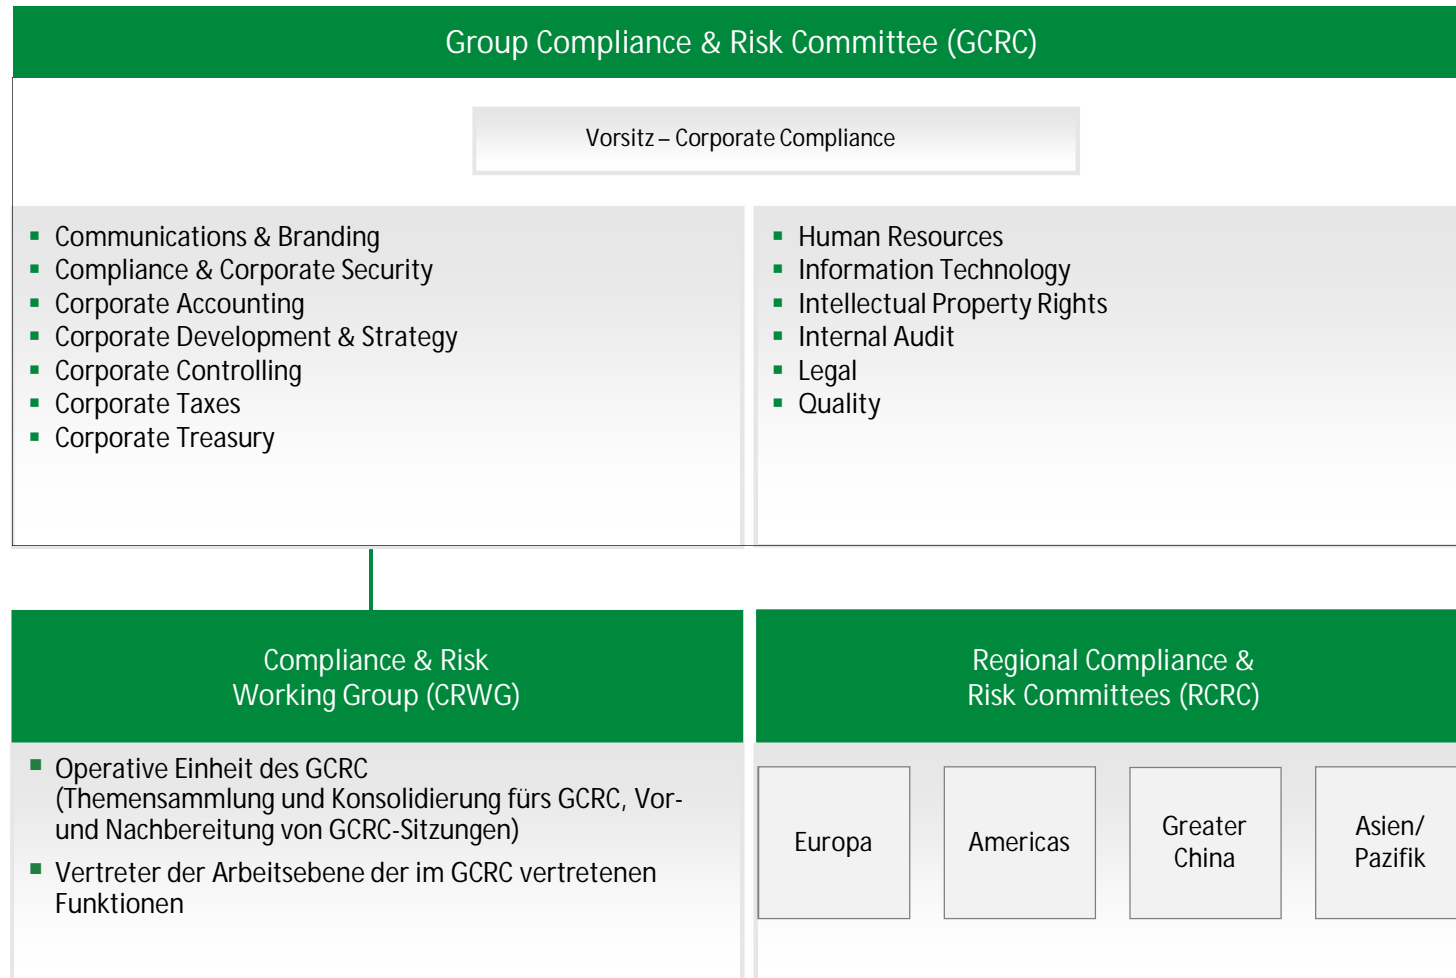 Group Compliance & Risk Committee (GCRC)
Vorsitz – Corporate Compliance
▪ Communications & Branding
▪ Compliance & Corporate Security
▪ Corporate Accounting
▪ Corporate Development & Strategy
▪ Corporate Controlling
▪ Corporate Taxes
▪ Corporate Treasury
▪ Human Resources
▪ Information Technology
▪ Intellectual Property Rights
▪ Internal Audit
▪ Legal
▪ Quality
Compliance & Risk
Working Group (CRWG)
▪ Operative Einheit des GCRC
(Themensammlung und Konsolidierung fürs GCRC, Vor-
und Nachbereitung von GCRC-Sitzungen)
▪ Vertreter der Arbeitsebene der im GCRC vertretenen
Funktionen
Regional Compliance &
Risk Committees (RCRC)
Europa
Americas
Greater
China
Asien/
Pazifik